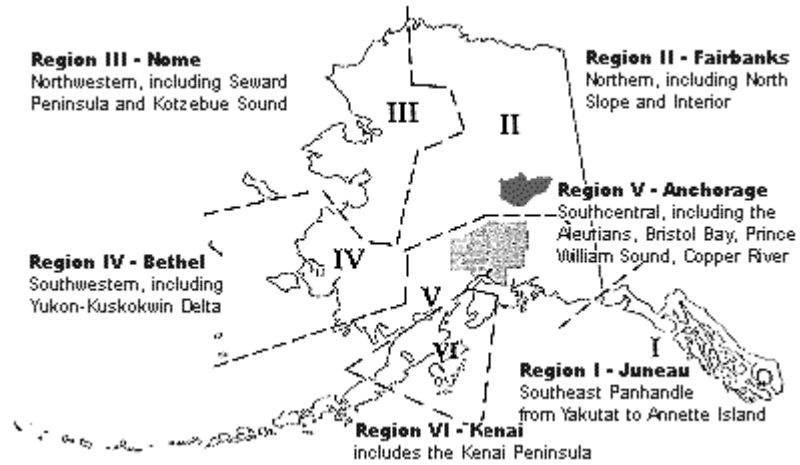 Region III - Nome
Northwestern, including Seward
Peninsula and Kotzebue Sound
Region II - Fairbanks
Northern, including North
Slope and Interior
III
II
Region V - Anchorage
Southcentral, including the
Aleutians, Bristol Bay, Prince
William Sound, Copper River
Region IV - Bethel
Southwestern, including
Yukon-Kuskokwin Delta
IV
V
VI
I
Region I - Juneau
Southeast Panhandle
from Yakutat to Annette Island
Region VI - Kenai
includes the Kenai Peninsula